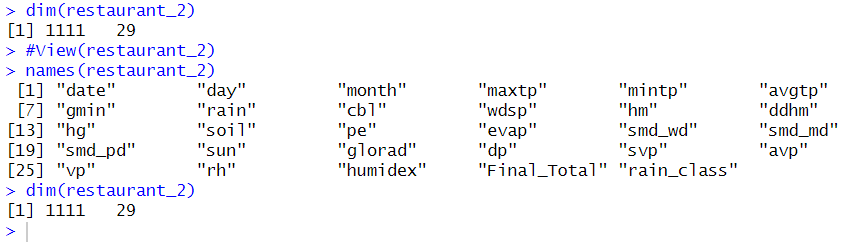 > dim(restaurant_2)
[1] 1111   29
> #View(restaurant_2)
> names(restaurant_2)
 [1] "date"        "day"         "month"       "maxtp"       "mintp"       "avgtp"
 [7] "gmin"        "rain"        "cbl"         "wdsp"        "hm"          "ddhm"
[13] "hg"          "soil"        "pe"          "evap"        "smd_wd"      "smd_md"
[19] "smd_pd"      "sun"         "glorad"      "dp"          "svp"         "avp"
[25] "vp"          "rh"          "humidex"     "Final_Total" "rain_class"
> dim(restaurant_2)
[1] 1111   29
>